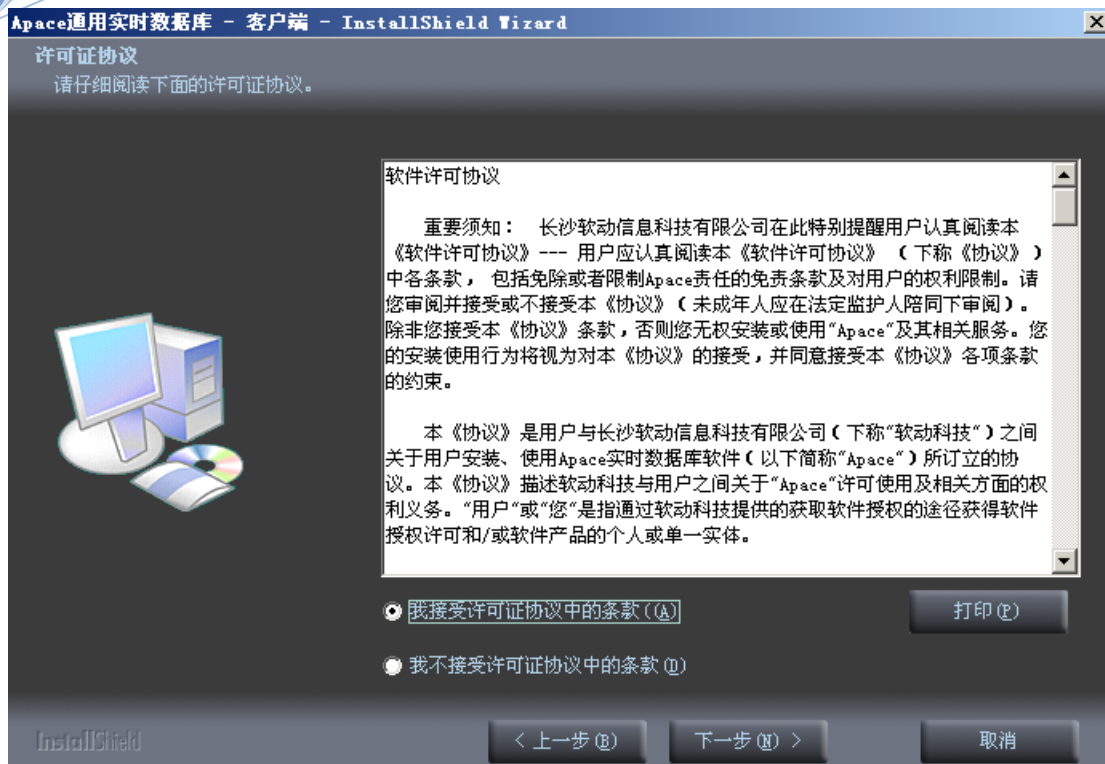 Apace通用实时数据库 - 客户端 - InstallShield Wizard
许可证协议
请仔细阅读下面的许可证协议。
软件许可协议
重要须知： 长沙软动信息科技有限公司在此特别提醒用户认真阅读本
《软件许可协议》--- 用户应认真阅读本《软件许可协议》（下称《协议》）
中各条款， 包括免除或者限制Apace责任的免责条款及对用户的权利限制。请
您审阅并接受或不接受本《协议》（未成年人应在法定监护人陪同下审阅）。
除非您接受本《协议》条款，否则您无权安装或使用"Apace"及其相关服务。您
的安装使用行为将视为对本《协议》的接受，并同意接受本《协议》各项条款
的约束。
本《协议》是用户与长沙软动信息科技有限公司（下称"软动科技"）之间
关于用户安装、使用Apace实时数据库软件（以下简称"Apace"）所订立的协
议。本《协议》描述软动科技与用户之间关于"Apace"许可使用及相关方面的权
利义务。"用户"或"您"是指通过软动科技提供的获取软件授权的途径获得软件
授权许可和/或软件产品的个人或单一实体。
我接受许可证协议中的条款((A)
打印(P)
我不接受许可证协议中的条款(D)
InstallShield
< 上一步(B)
下一步(N) >
取消